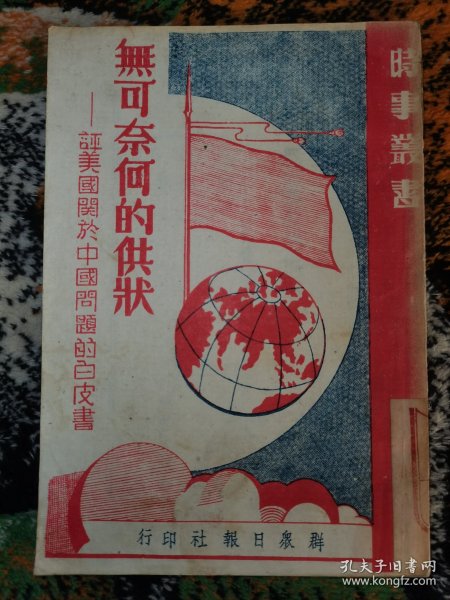 時事叢書
無可奈何的供狀
——評美國關於中國問題的白皮書
行印社報日眾群
孔夫子旧书网
www.kongfz.com